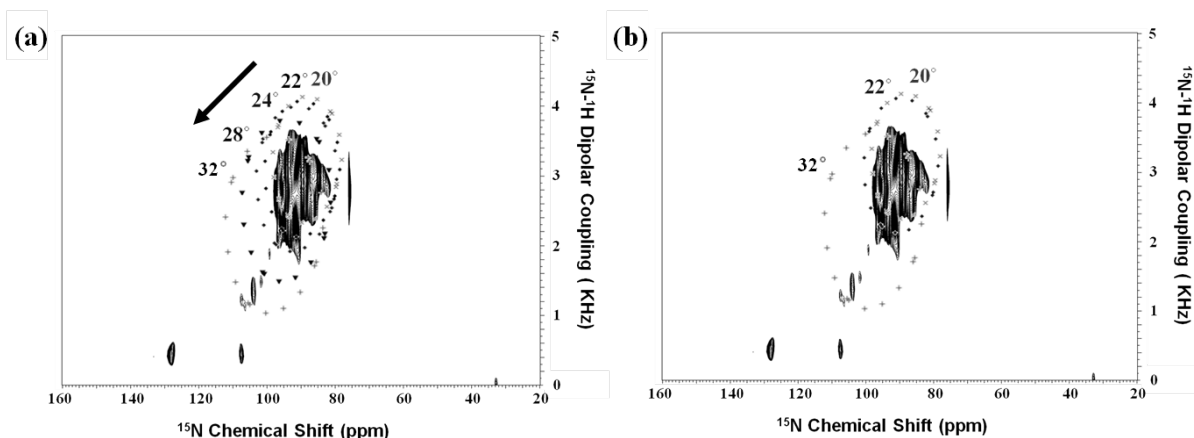 (a)
5
4
3
2
1
0
22° 20°
24°
28°
32°
160 140 120 100 80 60 40 20
¹⁵N Chemical Shift (ppm)
¹⁵N-¹H Dipolar Coupling ( KHz)
(b)
5
4
3
2
1
0
20°
22°
32°
160 140 120 100 80 60 40 20
¹⁵N Chemical Shift (ppm)
¹⁵N-¹H Dipolar Coupling ( KHz)